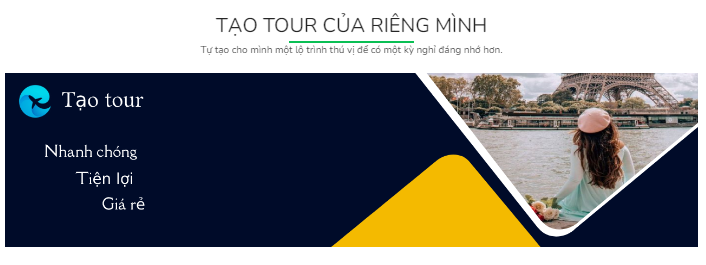 TẠO TOUR CỦA RIÊNG MÌNH
Tự tạo cho mình một lộ trình thú vị để có một kỳ nghỉ đáng nhớ hơn.
Tạo tour
Nhanh chóng
Tiện lợi
Giá rẻ